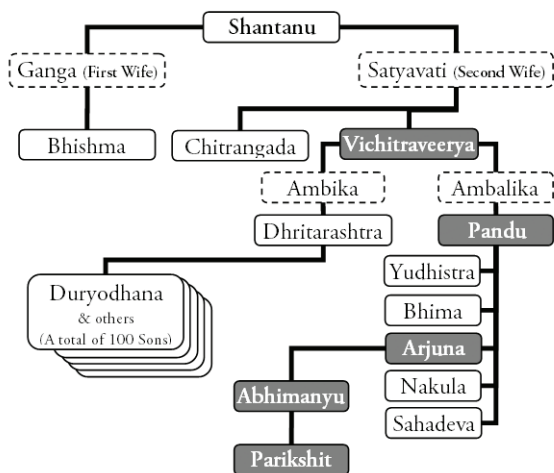 Shantanu
Ganga (First Wife)
Satyavati (Second Wife)
Bhishma
Chitrangada
Vichitraveerya
Ambika
Ambalika
Dhritarashtra
Pandu
Duryodhana
& others
(A total of 100 Sons)
Yudhistra
Bhima
Arjuna
Abhimanyu
Nakula
Sahadeva
Parikshit